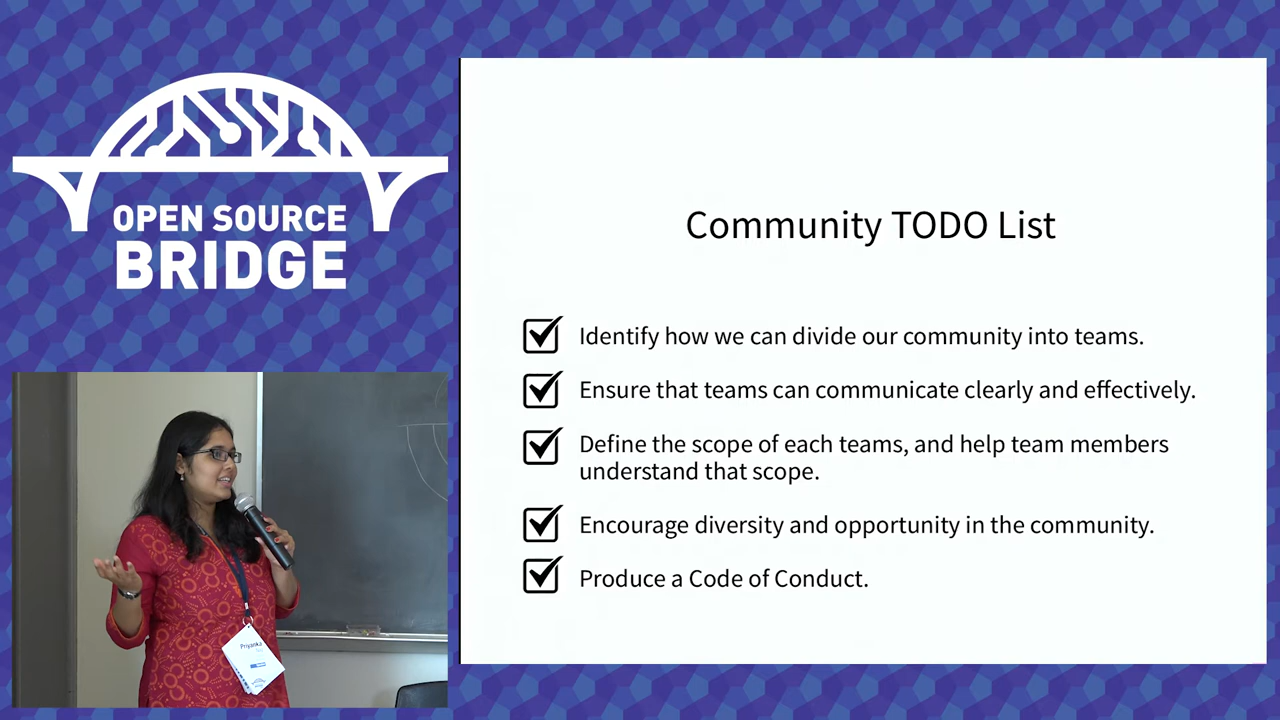 OPEN SOURCE
BRIDGE
Community TODO List
Identify how we can divide our community into teams.
Ensure that teams can communicate clearly and effectively.
Define the scope of each teams, and help team members
understand that scope.
Encourage diversity and opportunity in the community.
Produce a Code of Conduct.
Priyanka